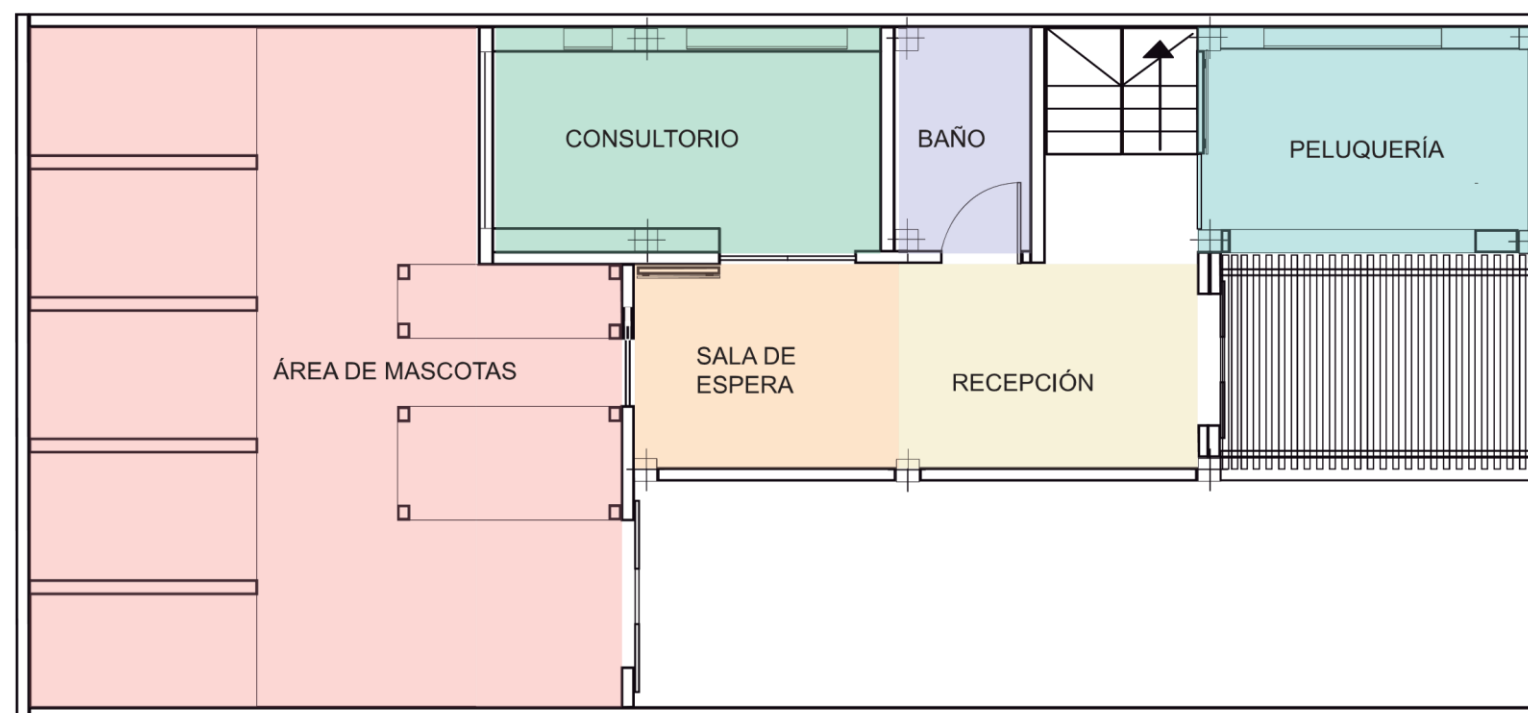 CONSULTORIO
BAÑO
PELUQUERÍA
ÁREA DE MASCOTAS
SALA DE
ESPERA
RECEPCIÓN